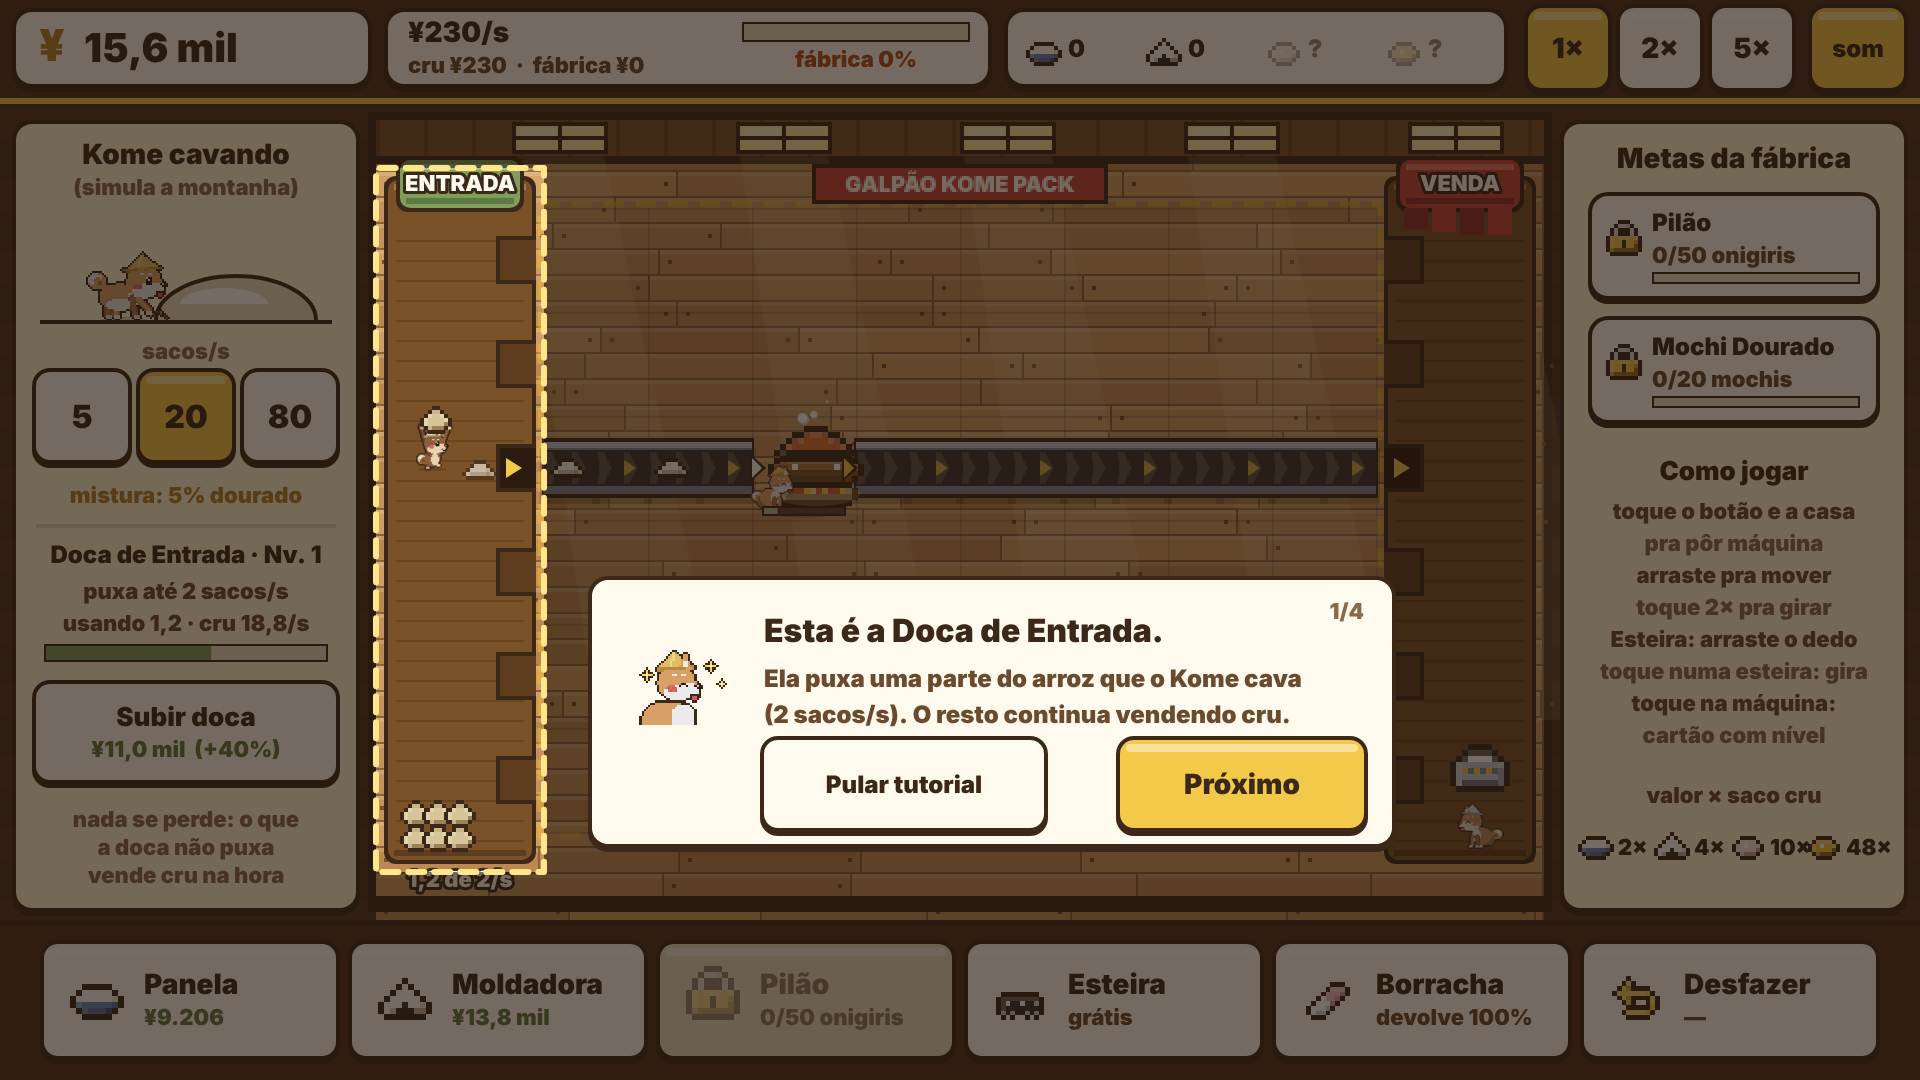 ¥ 15,6 mil
¥230/s
cru ¥230 · fábrica ¥0
fábrica 0%
0
0
?
?
1×
2×
5×
som
Kome cavando
(simula a montanha)
sacos/s
5
20
80
mistura: 5% dourado
Doca de Entrada · Nv. 1
puxa até 2 sacos/s
usando 1,2 · cru 18,8/s
Subir doca
¥11,0 mil (+40%)
nada se perde: o que
a doca não puxa
vende cru na hora
ENTRADA
GALPÃO KOME PACK
VENDA
1,2 de 2/s
1/4
Esta é a Doca de Entrada.
Ela puxa uma parte do arroz que o Kome cava
(2 sacos/s). O resto continua vendendo cru.
Pular tutorial
Próximo
Metas da fábrica
Pilão
0/50 onigiris
Mochi Dourado
0/20 mochis
Como jogar
toque o botão e a casa
pra pôr máquina
arraste pra mover
toque 2× pra girar
Esteira: arraste o dedo
toque numa esteira: gira
toque na máquina:
cartão com nível
valor × saco cru
2× 4× 10× 48×
Panela
¥9.206
Moldadora
¥13,8 mil
Pilão
0/50 onigiris
Esteira
grátis
Borracha
devolve 100%
Desfazer
—